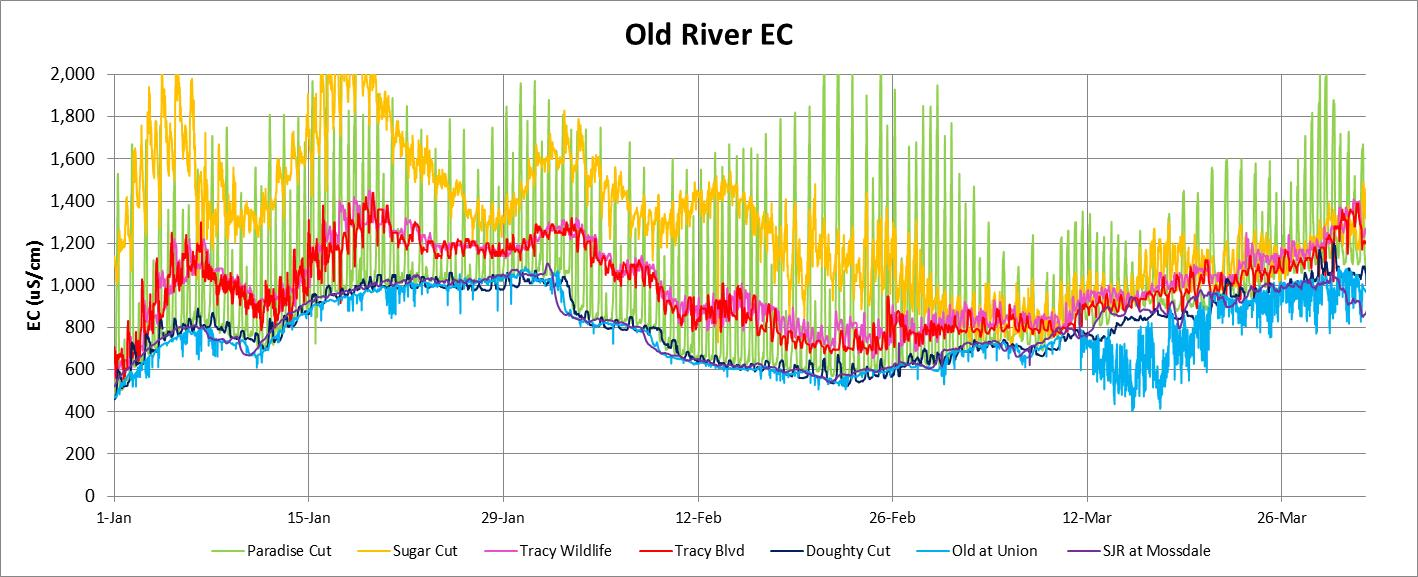 Old River EC
2,000
1,800
1,600
1,400
1,200
1,000
800
600
400
200
0
EC (uS/cm)
1-Jan 15-Jan 29-Jan 12-Feb 26-Feb 12-Mar 26-Mar
Paradise Cut Sugar Cut Tracy Wildlife Tracy Blvd Doughty Cut Old at Union SJR at Mossdale